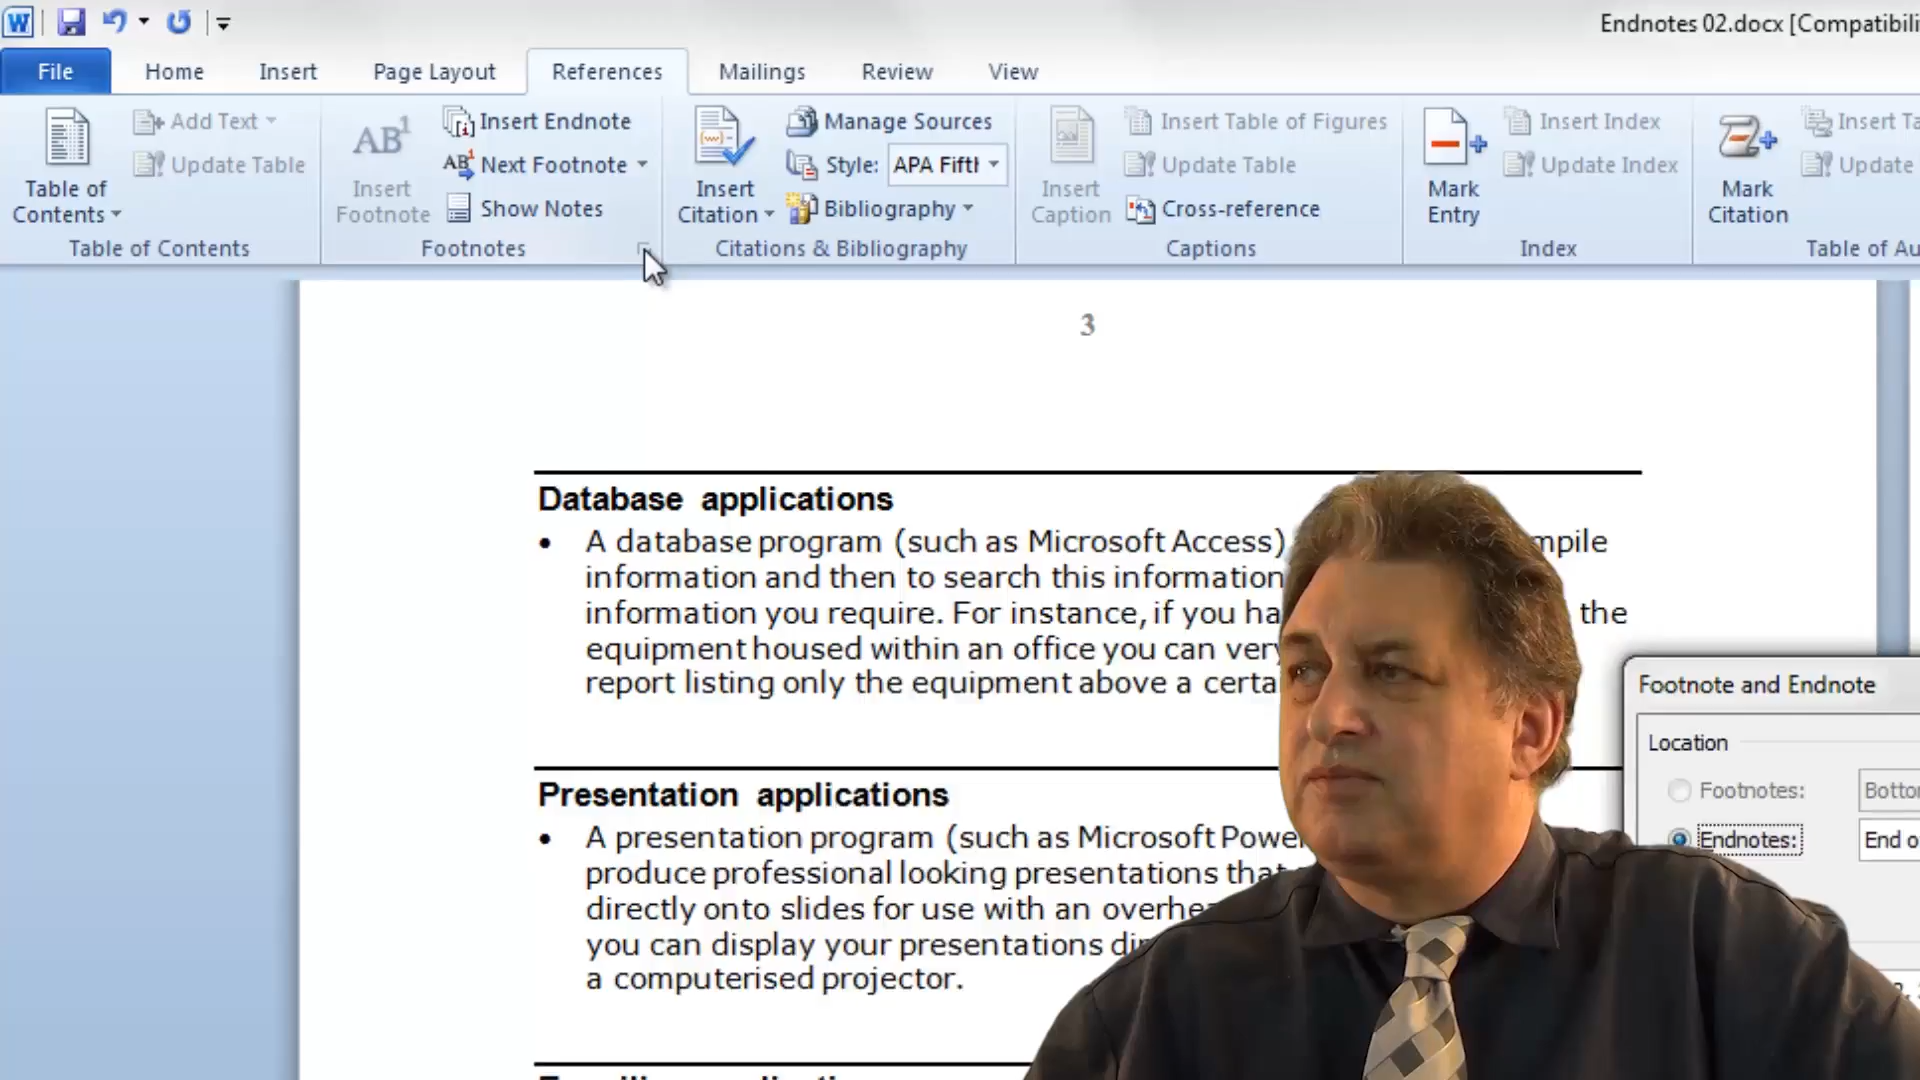 Endnotes 02.docx [Compatibili
File Home Insert Page Layout References Mailings Review View
Table of Contents
Add Text
Update Table
Table of Contents
AB1
Insert Footnote
Insert Endnote
Next Footnote
Show Notes
Footnotes
Insert Citation
Manage Sources
Style: APA Fifth
Bibliography
Citations & Bibliography
Insert Caption
Insert Table of Figures
Update Table
Cross-reference
Captions
Mark Entry
Insert Index
Update Index
Index
Mark Citation
Insert Ta
Update
Table of Au
3
Database applications
• A database program (such as Microsoft Access) mpile
information and then to search this information
information you require. For instance, if you ha the
equipment housed within an office you can very
report listing only the equipment above a certa
Presentation applications
• A presentation program (such as Microsoft Power
produce professional looking presentations that
directly onto slides for use with an overhe
you can display your presentations dir
a computerised projector.
Footnote and Endnote
Location
Footnotes: Bottom
Endnotes: End o